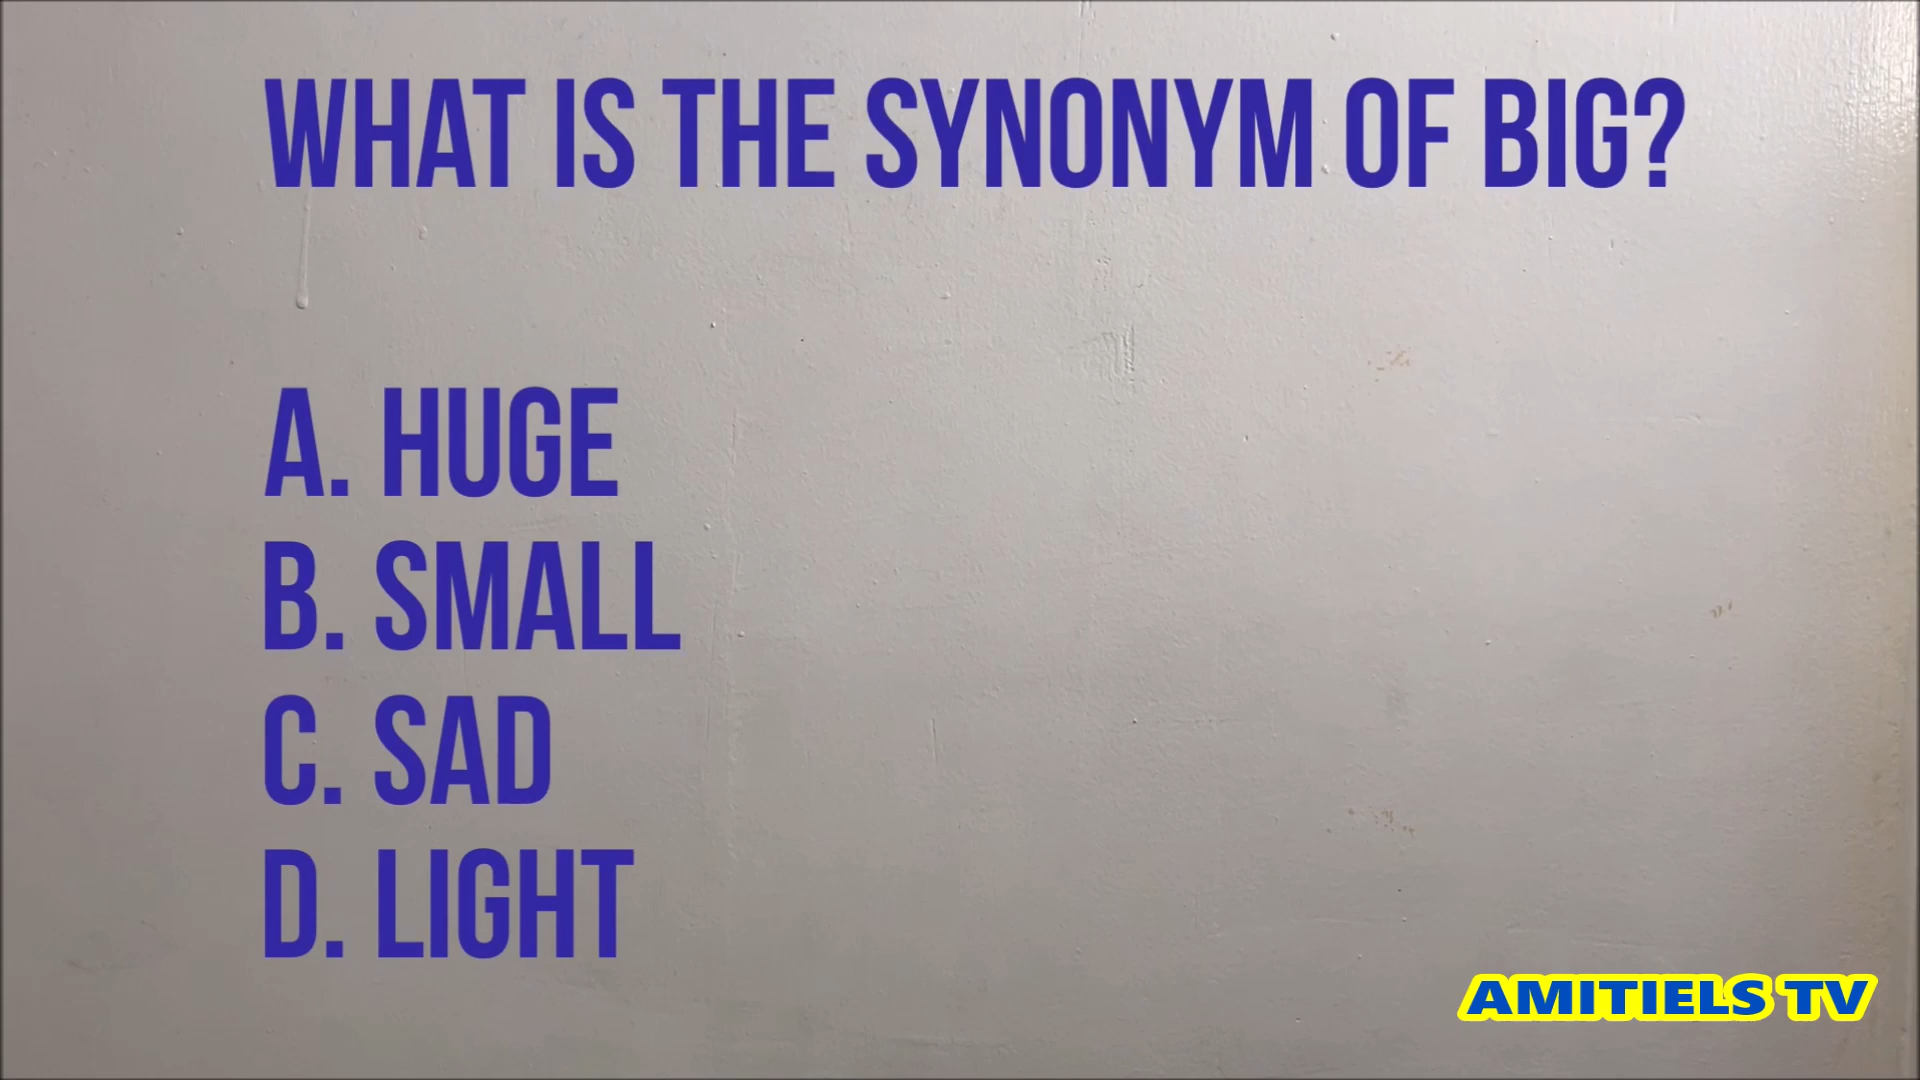 WHAT IS THE SYNONYM OF BIG?
A. HUGE
B. SMALL
C. SAD
D. LIGHT
AMITIELS TV